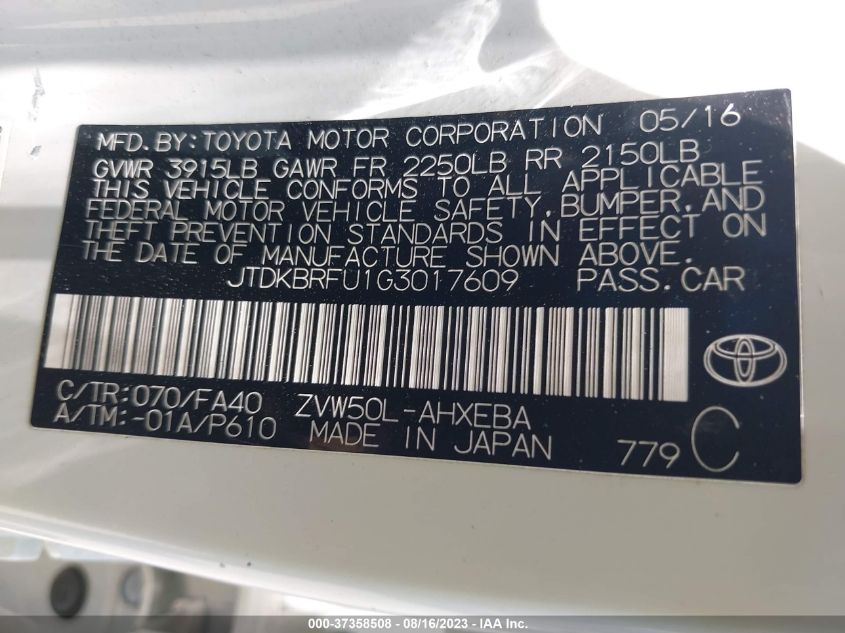 MFD. BY: TOYOTA MOTOR CORPORATION 05/16
GVWR 3915LB GAWR FR 2250LB RR 2150LB
THIS VEHICLE CONFORMS TO ALL APPLICABLE
FEDERAL MOTOR VEHICLE SAFETY, BUMPER, AND
THEFT PREVENTION STANDARDS IN EFFECT ON
THE DATE OF MANUFACTURE SHOWN ABOVE.
JTDKBRFU1G3017609 PASS. CAR
C/TR: 070/FA40 ZVW50L-AHXEBA
A/TM: -01A/P610 MADE IN JAPAN 779 C
000-37358508 - 08/16/2023 - IAA Inc.